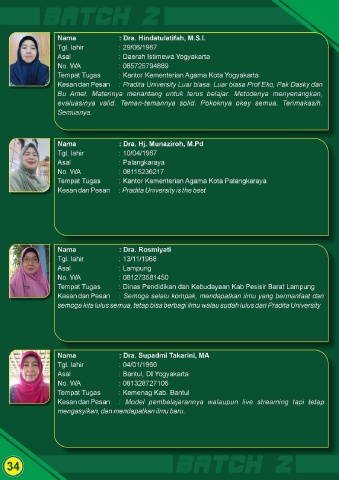 BATCH 2
Nama : Dra. Hindatulatifah, M.S.I.
Tgl. lahir : 29/06/1967
Asal : Daerah Istimewa Yogyakarta
No. WA : 085725794889
Tempat Tugas : Kantor Kementerian Agama Kota Yogyakarta
Kesan dan Pesan : Pradita University Luar biasa. Luar biasa Prof Eko, Pak Dasky dan
Bu Amel. Materinya menantang untuk terus belajar. Metodenya menyenangkan,
evaluasinya valid. Teman-temannya solid. Pokoknya okey semua. Terimakasih.
Semuanya.
Nama : Dra. Hj. Munaziroh, M.Pd
Tgl. lahir : 10/04/1967
Asal : Palangkaraya
No. WA : 08115236217
Tempat Tugas : Kantor Kementerian Agama Kota Palangkaraya
Kesan dan Pesan : Pradita University is the best
Nama : Dra. Rosmiyati
Tgl. lahir : 13/11/1968
Asal : Lampung
No. WA : 081273581450
Tempat Tugas : Dinas Pendidikan dan Kebudayaan Kab Pesisir Barat Lampung
Kesan dan Pesan : Semoga selalu kompak, mendapatkan ilmu yang bermanfaat dan
semoga kita lulus semua, tetap bisa berbagi ilmu walau sudah lulus dari Pradita University
Nama : Dra. Supadmi Takarini, MA
Tgl. lahir : 04/01/1966
Asal : Bantul, DI Yogyakarta
No. WA : 081328727106
Tempat Tugas : Kemenag Kab. Bantul
Kesan dan Pesan : Model pembelajarannya walaupun live streaming tapi tetap
mengasyikan, dan mendapatkan ilmu baru.
34
BATCH 2